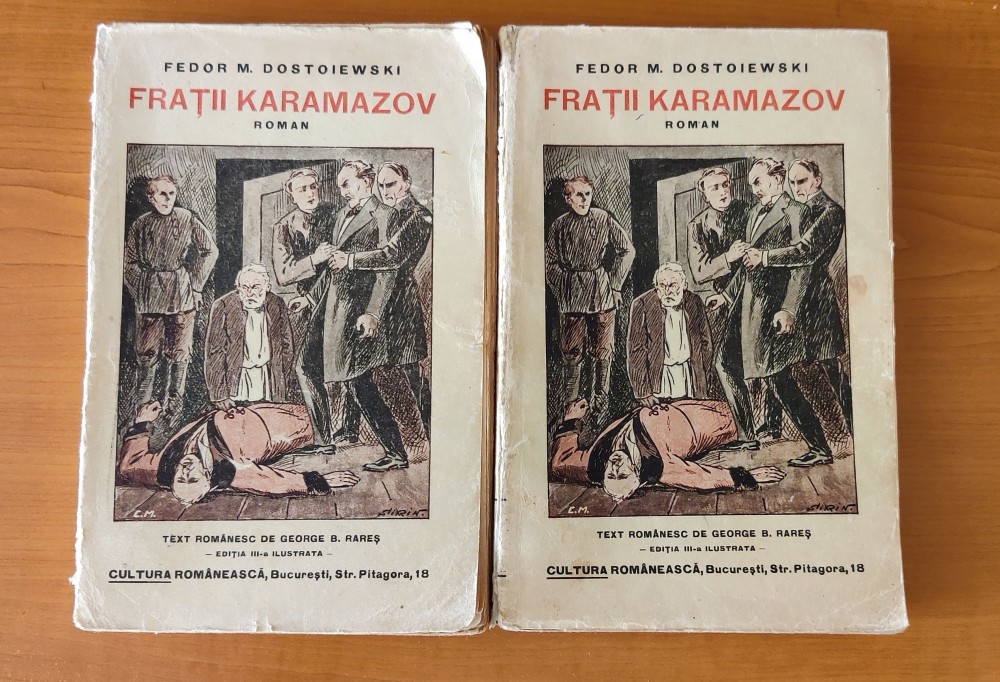 FEDOR M. DOSTOIEWSKI
FRAȚII KARAMAZOV
ROMAN
C.M.
TEXT ROMÂNESC DE GEORGE B. RAREȘ
— EDIȚIA III-a ILUSTRATA —
CULTURA ROMÂNEASCĂ, București, Str. Pitagora, 18
FEDOR M. DOSTOIEWSKI
FRAȚII KARAMAZOV
ROMAN
C.M.
TEXT ROMÂNESC DE GEORGE B. RAREȘ
— EDIȚIA III-a ILUSTRATA —
CULTURA ROMÂNEASCĂ, București, Str. Pitagora, 18